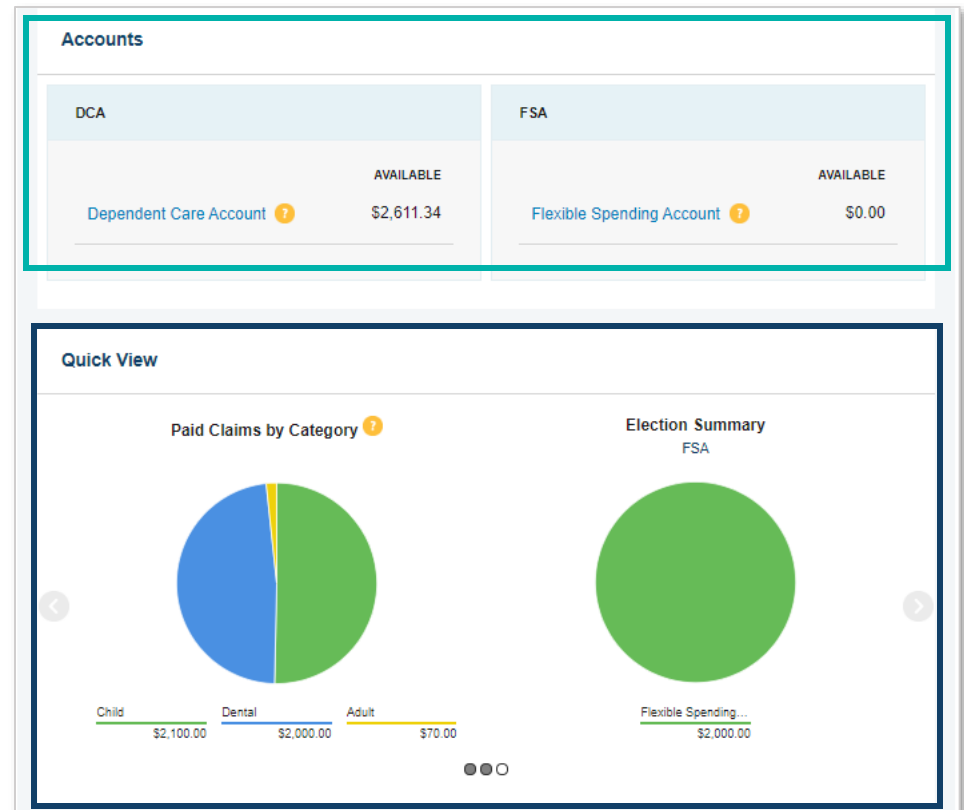 Accounts
DCA
FSA
AVAILABLE
AVAILABLE
Dependent Care Account ? $2,611.34
Flexible Spending Account ? $0.00
Quick View
Paid Claims by Category ?
Election Summary
FSA
Child
$2,100.00
Dental
$2,000.00
Adult
$70.00
Flexible Spending...
$2,000.00